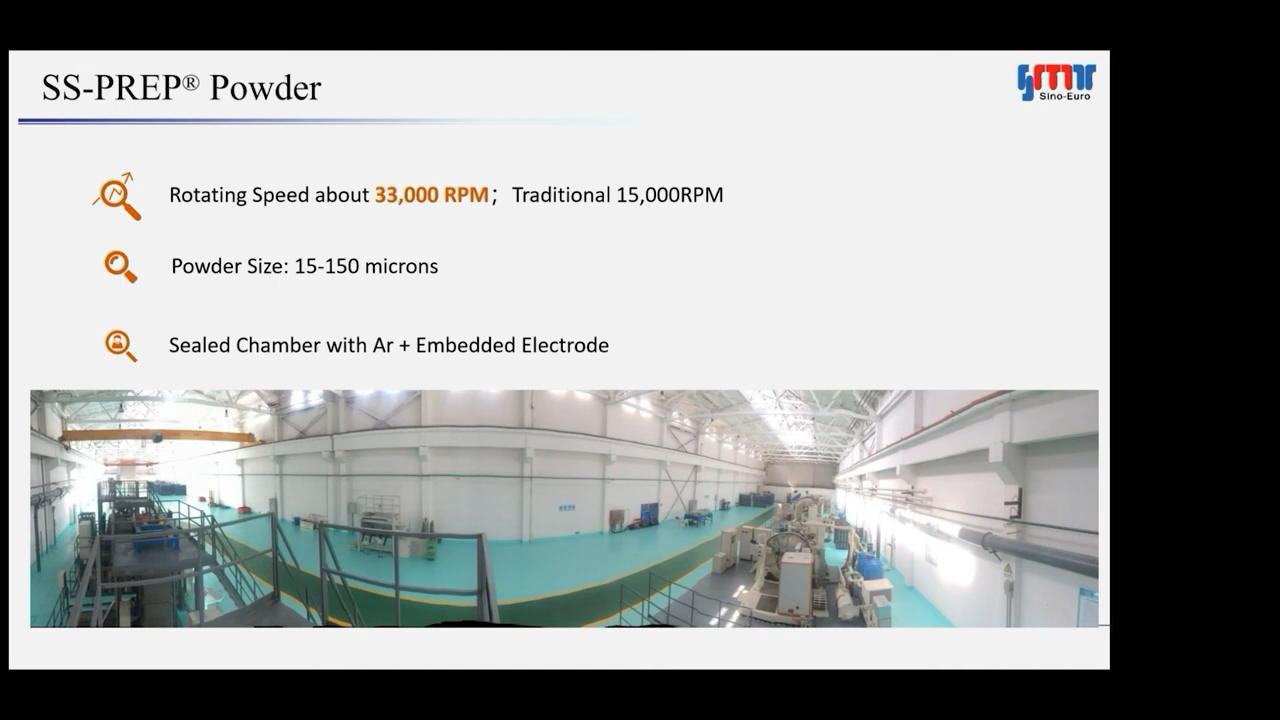 SS-PREP® Powder
Sino-Euro
Rotating Speed about 33,000 RPM； Traditional 15,000RPM
Powder Size: 15-150 microns
Sealed Chamber with Ar + Embedded Electrode